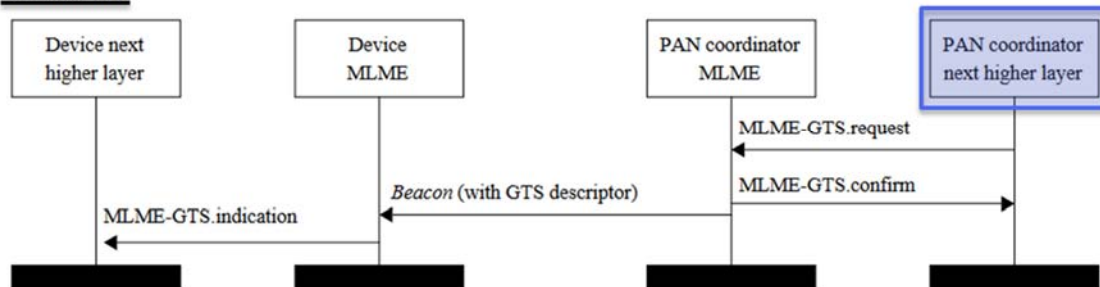 Device next
higher layer
Device
MLME
PAN coordinator
MLME
PAN coordinator
next higher layer
MLME-GTS.request
MLME-GTS.confirm
Beacon (with GTS descriptor)
MLME-GTS.indication